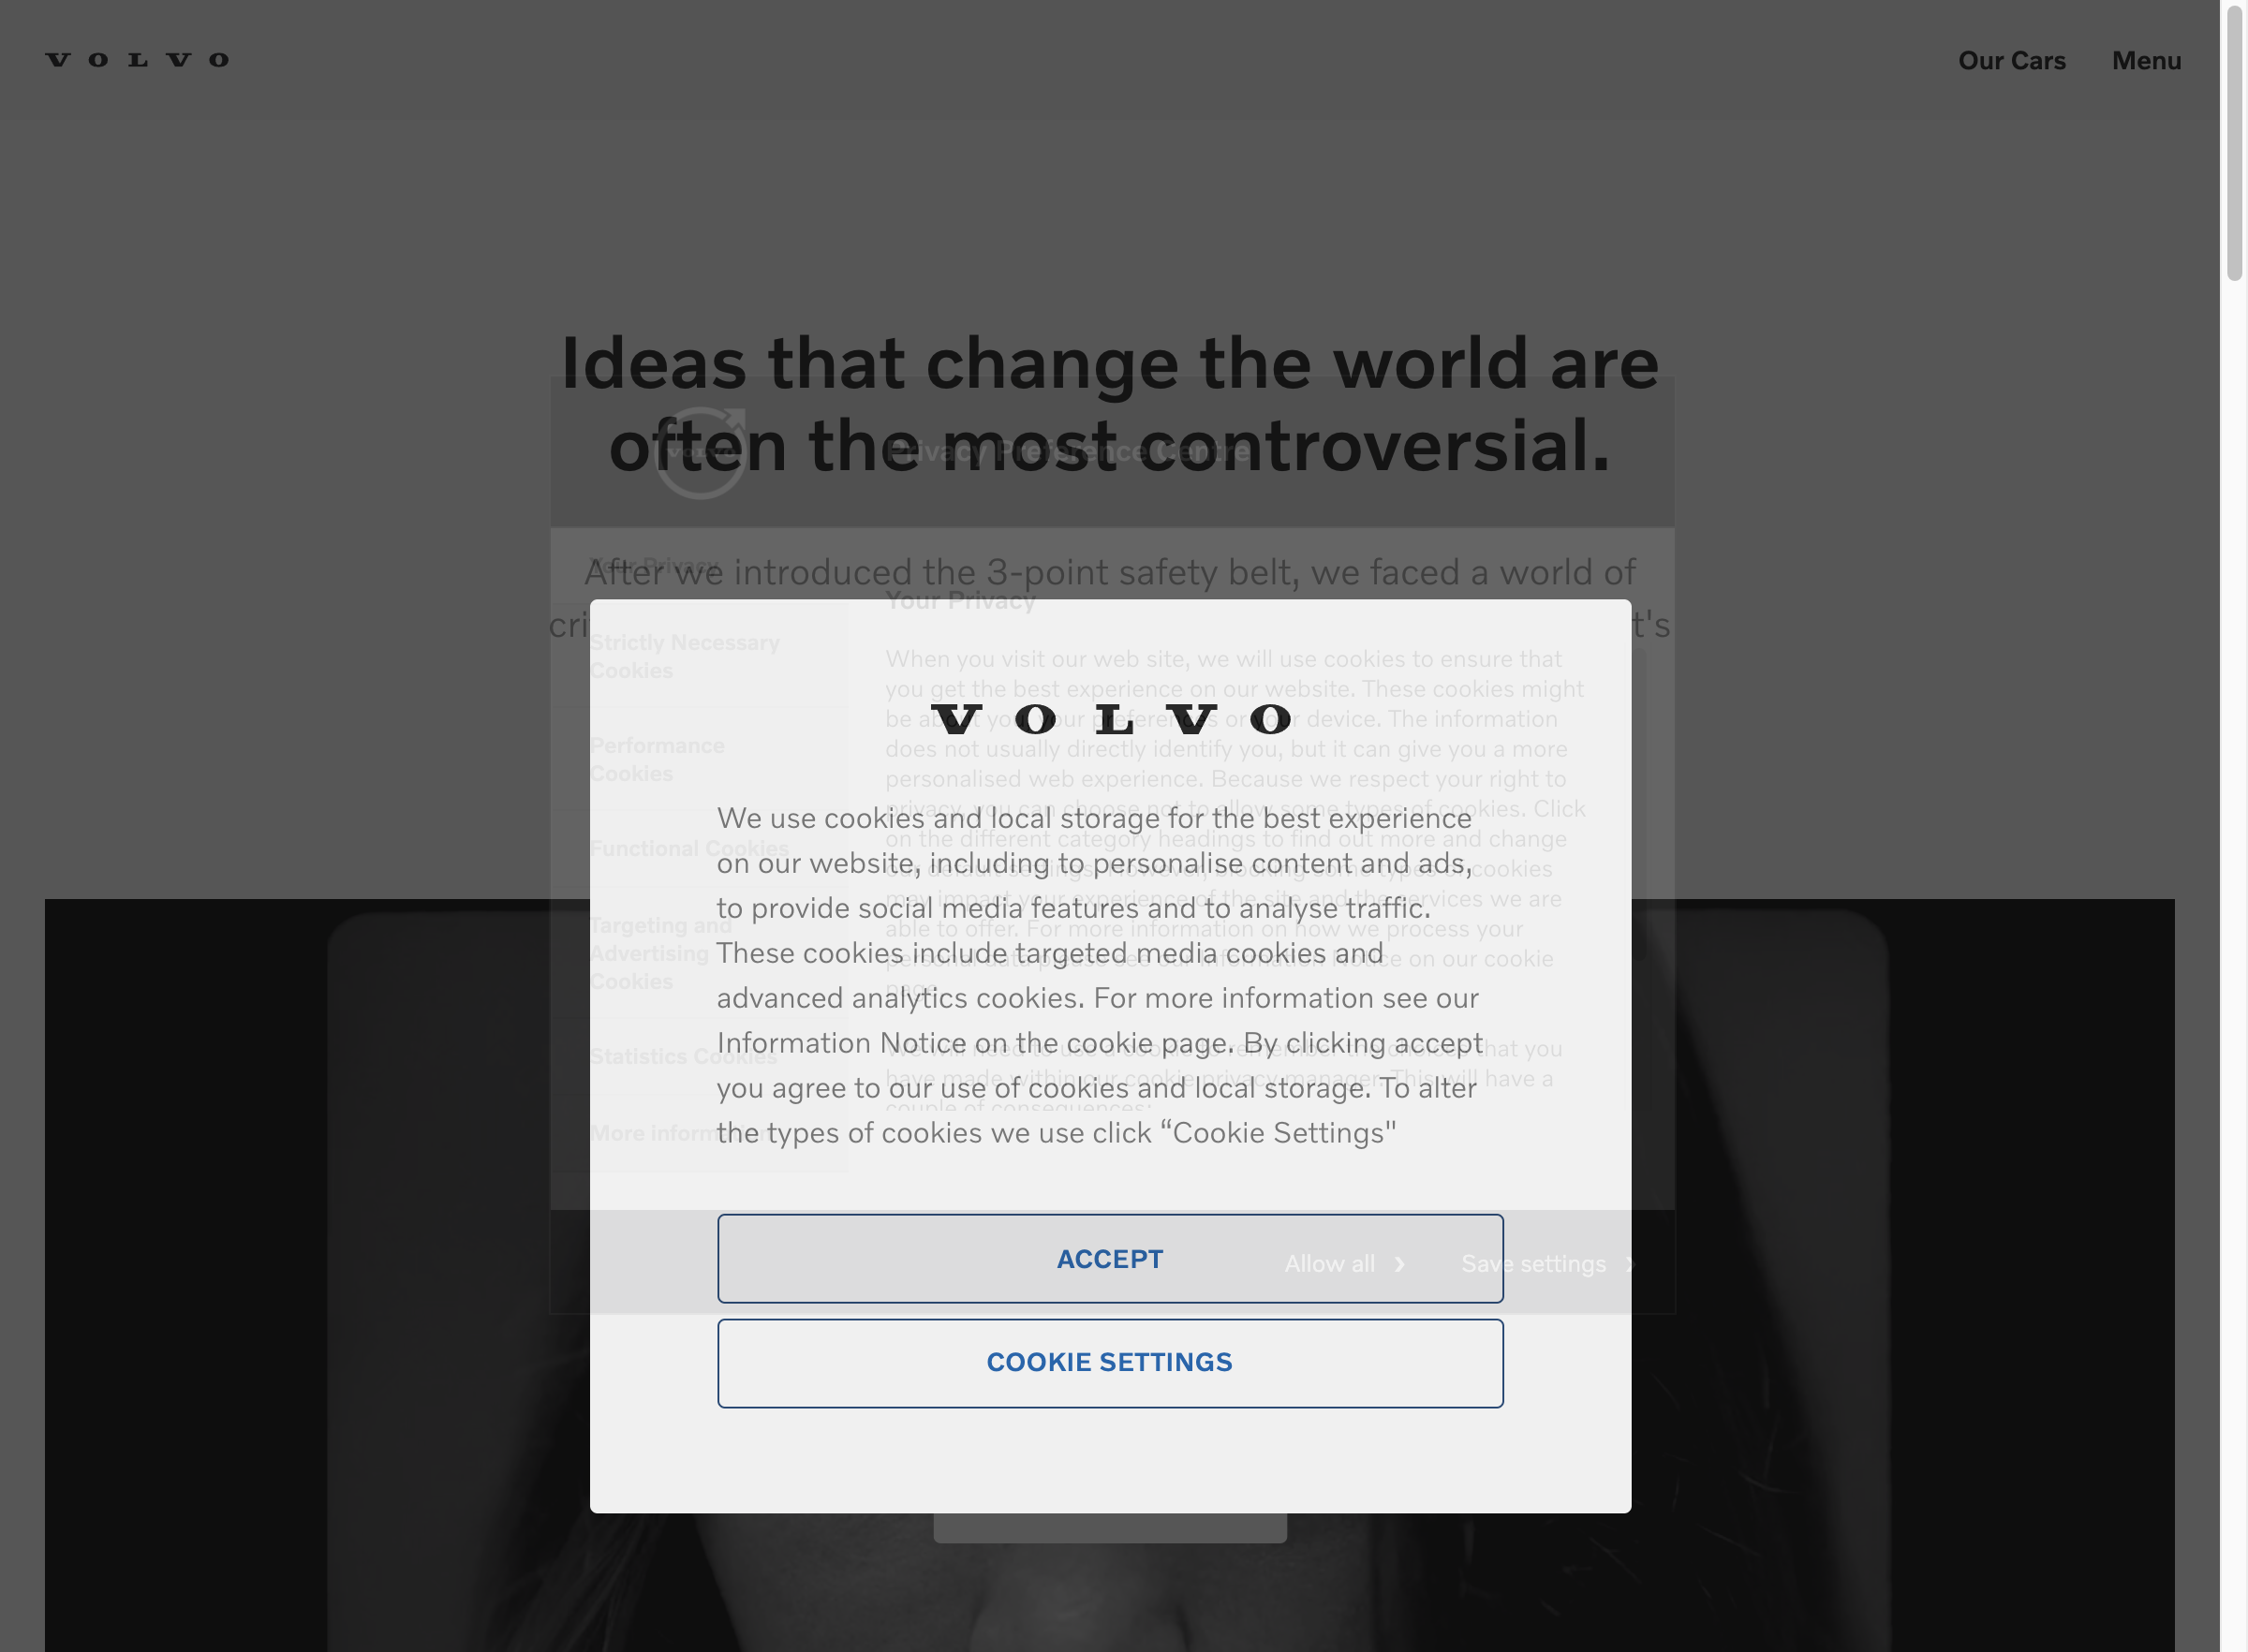 VOLVO
Our Cars
Menu
Ideas that change the world are
often the most controversial.
VOLVO
Privacy Preference Centre
After we introduced the 3-point safety belt, we faced a world of
cri
t's
Your Privacy
Strictly Necessary
Cookies
Performance
Cookies
Functional Cookies
Targeting and
Advertising
Cookies
Statistics Cookies
More information
Your Privacy
When you visit our web site, we will use cookies to ensure that
you get the best experience on our website. These cookies might
be about you, your preferences or your device. The information
does not usually directly identify you, but it can give you a more
personalised web experience. Because we respect your right to
privacy, you can choose not to allow some types of cookies. Click
on the different category headings to find out more and change
our default settings. However, blocking some types of cookies
may impact your experience of the site and the services we are
able to offer. For more information on how we process your
personal data please see our Information Notice on our cookie
page.
We will need to use a cookie to remember the choices that you
have made within our cookie privacy manager. This will have a
couple of consequences:
VOLVO
We use cookies and local storage for the best experience
on our website, including to personalise content and ads,
to provide social media features and to analyse traffic.
These cookies include targeted media cookies and
advanced analytics cookies. For more information see our
Information Notice on the cookie page. By clicking accept
you agree to our use of cookies and local storage. To alter
the types of cookies we use click “Cookie Settings"
ACCEPT
Allow all
Save settings
COOKIE SETTINGS